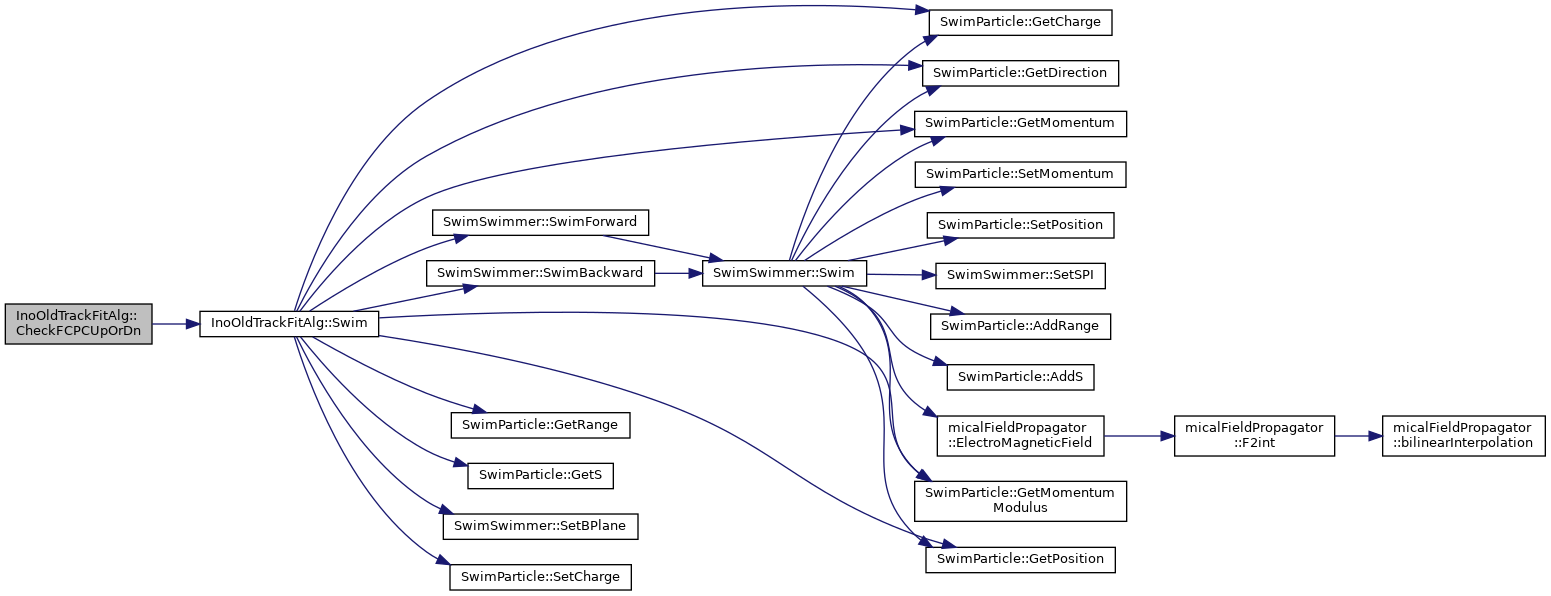 InoOldTrackFitAlg::
CheckFCPCUpOrDn
InoOldTrackFitAlg::Swim
SwimSwimmer::SwimForward
SwimSwimmer::SwimBackward
SwimParticle::GetRange
SwimParticle::GetS
SwimSwimmer::SetBPlane
SwimParticle::SetCharge
SwimSwimmer::Swim
SwimParticle::GetCharge
SwimParticle::GetDirection
SwimParticle::GetMomentum
SwimParticle::SetMomentum
SwimParticle::SetPosition
SwimSwimmer::SetSPI
SwimParticle::AddRange
SwimParticle::AddS
micalFieldPropagator
::ElectroMagneticField
SwimParticle::GetMomentum
Modulus
SwimParticle::GetPosition
micalFieldPropagator
::F2int
micalFieldPropagator
::bilinearInterpolation